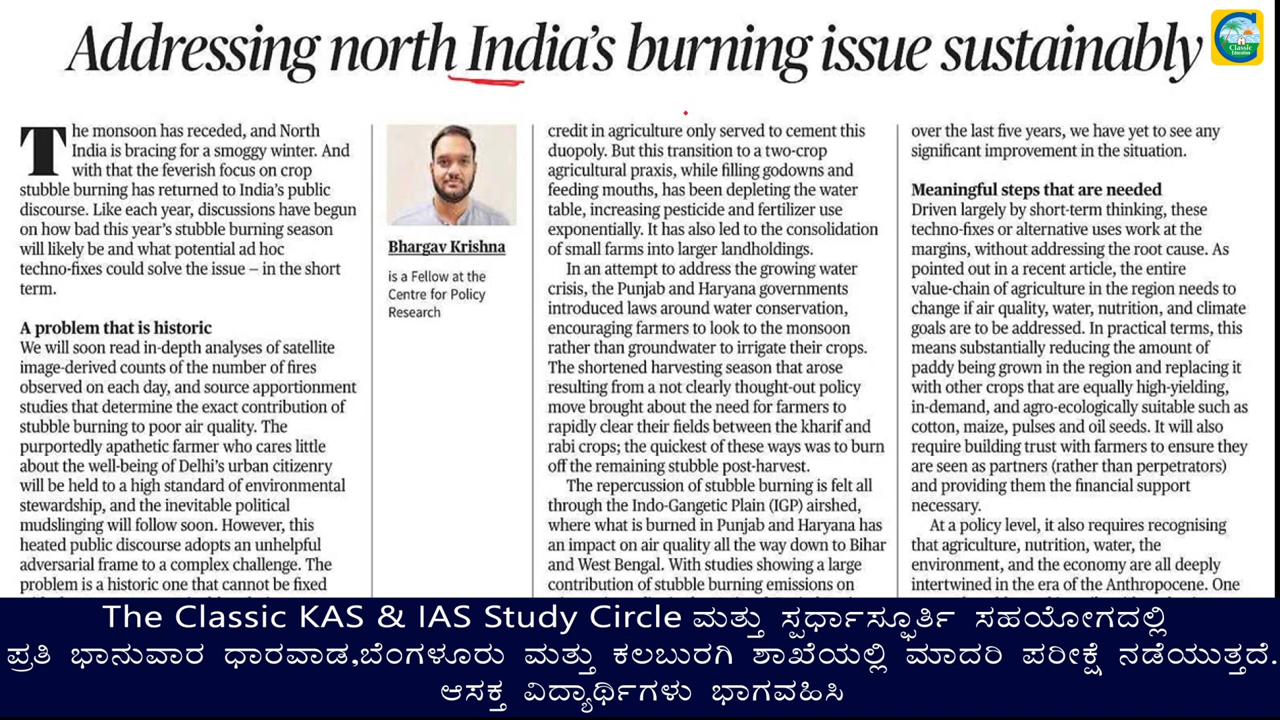 Addressing north India's burning issue sustainably
Classic
Education
The monsoon has receded, and North
India is bracing for a smoggy winter. And
with that the feverish focus on crop
stubble burning has returned to India's public
discourse. Like each year, discussions have begun
on how bad this year's stubble burning season
will likely be and what potential ad hoc
techno-fixes could solve the issue – in the short
term.
A problem that is historic
We will soon read in-depth analyses of satellite
image-derived counts of the number of fires
observed on each day, and source apportionment
studies that determine the exact contribution of
stubble burning to poor air quality. The
purportedly apathetic farmer who cares little
about the well-being of Delhi's urban citizenry
will be held to a high standard of environmental
stewardship, and the inevitable political
mudslinging will follow soon. However, this
heated public discourse adopts an unhelpful
adversarial frame to a complex challenge. The
problem is a historic one that cannot be fixed
Bhargav Krishna
is a Fellow at the
Centre for Policy
Research
credit in agriculture only served to cement this
duopoly. But this transition to a two-crop
agricultural praxis, while filling godowns and
feeding mouths, has been depleting the water
table, increasing pesticide and fertilizer use
exponentially. It has also led to the consolidation
of small farms into larger landholdings.
In an attempt to address the growing water
crisis, the Punjab and Haryana governments
introduced laws around water conservation,
encouraging farmers to look to the monsoon
rather than groundwater to irrigate their crops.
The shortened harvesting season that arose
resulting from a not clearly thought-out policy
move brought about the need for farmers to
rapidly clear their fields between the kharif and
rabi crops; the quickest of these ways was to burn
off the remaining stubble post-harvest.
The repercussion of stubble burning is felt all
through the Indo-Gangetic Plain (IGP) airshed,
where what is burned in Punjab and Haryana has
an impact on air quality all the way down to Bihar
and West Bengal. With studies showing a large
contribution of stubble burning emissions on
over the last five years, we have yet to see any
significant improvement in the situation.
Meaningful steps that are needed
Driven largely by short-term thinking, these
techno-fixes or alternative uses work at the
margins, without addressing the root cause. As
pointed out in a recent article, the entire
value-chain of agriculture in the region needs to
change if air quality, water, nutrition, and climate
goals are to be addressed. In practical terms, this
means substantially reducing the amount of
paddy being grown in the region and replacing it
with other crops that are equally high-yielding,
in-demand, and agro-ecologically suitable such as
cotton, maize, pulses and oil seeds. It will also
require building trust with farmers to ensure they
are seen as partners (rather than perpetrators)
and providing them the financial support
necessary.
At a policy level, it also requires recognising
that agriculture, nutrition, water, the
environment, and the economy are all deeply
intertwined in the era of the Anthropocene. One
The Classic KAS & IAS Study Circle ಮತ್ತು ಸ್ಪರ್ಧಾಸ್ಫೂರ್ತಿ ಸಹಯೋಗದಲ್ಲಿ
ಪ್ರತಿ ಭಾನುವಾರ ಧಾರವಾಡ,ಬೆಂಗಳೂರು ಮತ್ತು ಕಲಬುರಗಿ ಶಾಖೆಯಲ್ಲಿ ಮಾದರಿ ಪರೀಕ್ಷೆ ನಡೆಯುತ್ತದೆ.
ಆಸಕ್ತ ವಿದ್ಯಾರ್ಥಿಗಳು ಭಾಗವಹಿಸಿ